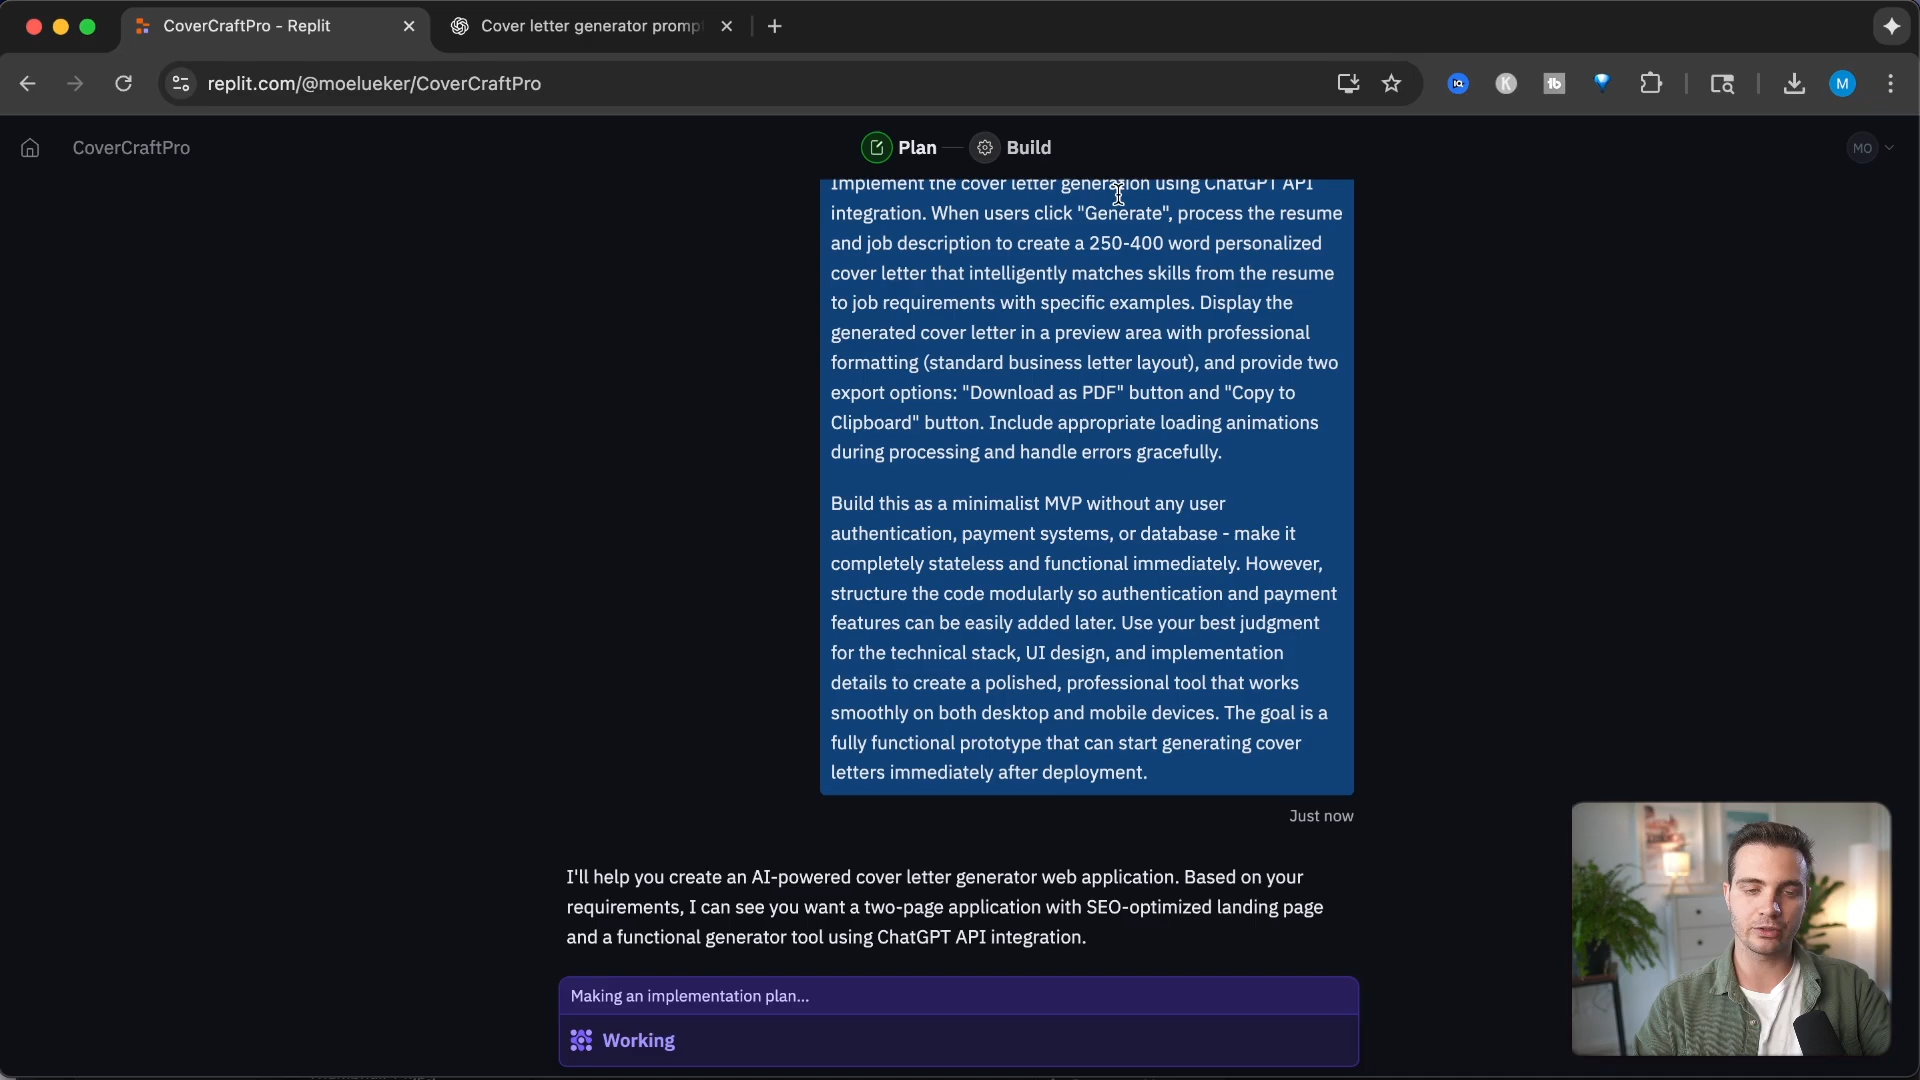 CoverCraftPro - Replit
Cover letter generator promp
replit.com/@moelueker/CoverCraftPro
IQ
K
tb
M
CoverCraftPro
Plan
Build
MO
Implement the cover letter generation using ChatGPT API
integration. When users click "Generate", process the resume
and job description to create a 250-400 word personalized
cover letter that intelligently matches skills from the resume
to job requirements with specific examples. Display the
generated cover letter in a preview area with professional
formatting (standard business letter layout), and provide two
export options: "Download as PDF" button and "Copy to
Clipboard" button. Include appropriate loading animations
during processing and handle errors gracefully.
Build this as a minimalist MVP without any user
authentication, payment systems, or database - make it
completely stateless and functional immediately. However,
structure the code modularly so authentication and payment
features can be easily added later. Use your best judgment
for the technical stack, UI design, and implementation
details to create a polished, professional tool that works
smoothly on both desktop and mobile devices. The goal is a
fully functional prototype that can start generating cover
letters immediately after deployment.
Just now
I'll help you create an AI-powered cover letter generator web application. Based on your
requirements, I can see you want a two-page application with SEO-optimized landing page
and a functional generator tool using ChatGPT API integration.
Making an implementation plan...
Working